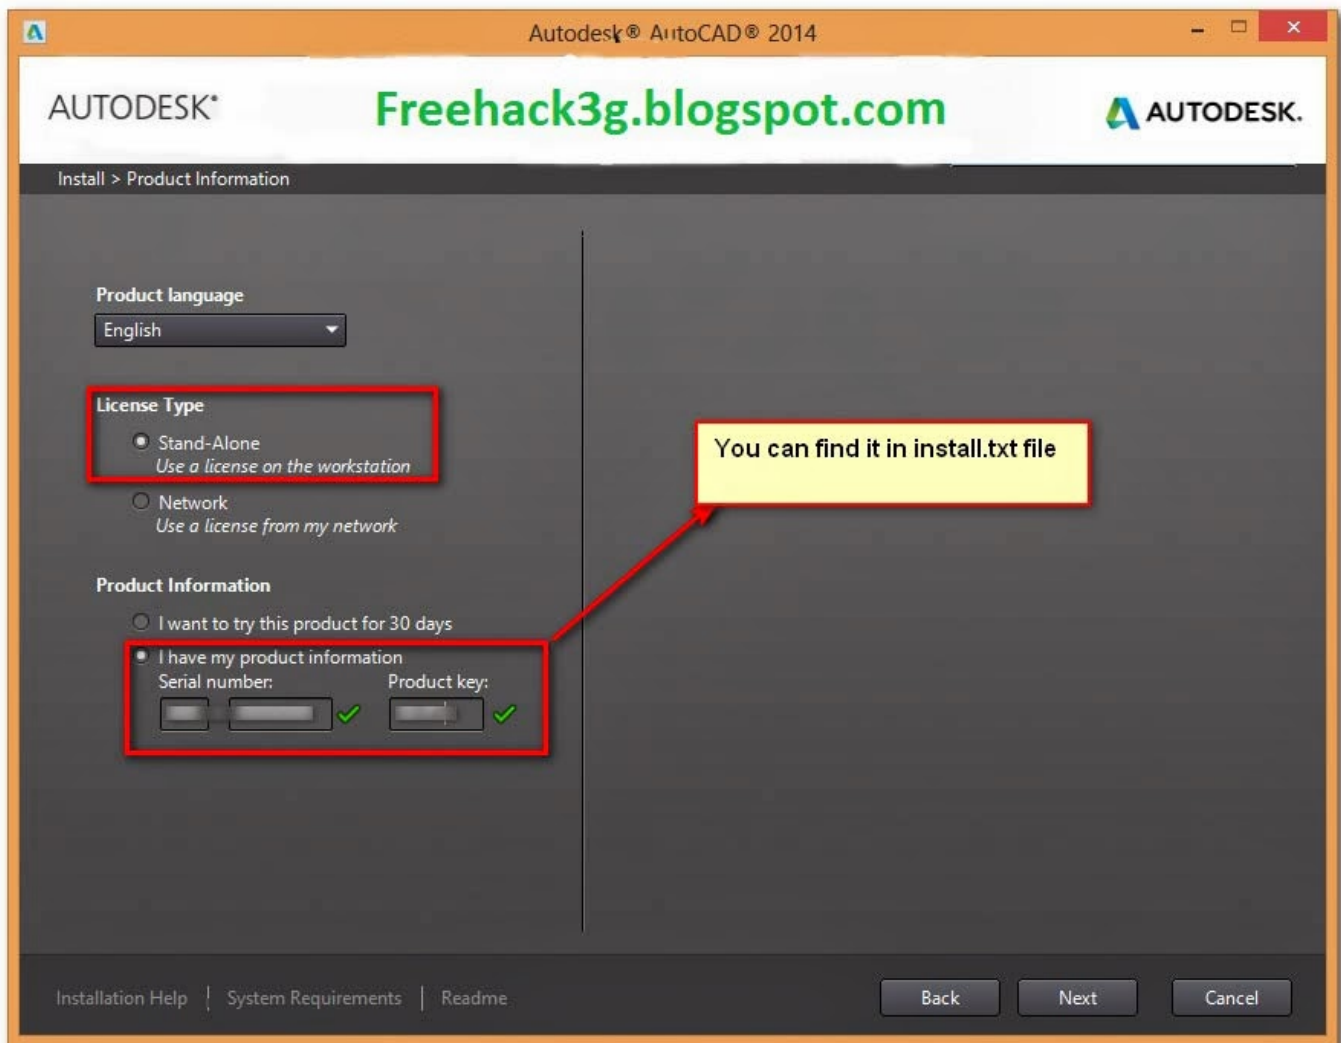 Autodesk® AutoCAD® 2014
AUTODESK®
Freehack3g.blogspot.com
AUTODESK.
Install > Product Information
Product language
English
License Type
Stand-Alone
Use a license on the workstation
Network
Use a license from my network
You can find it in install.txt file
Product Information
I want to try this product for 30 days
I have my product information
Serial number: Product key:
Installation Help | System Requirements | Readme
Back Next Cancel